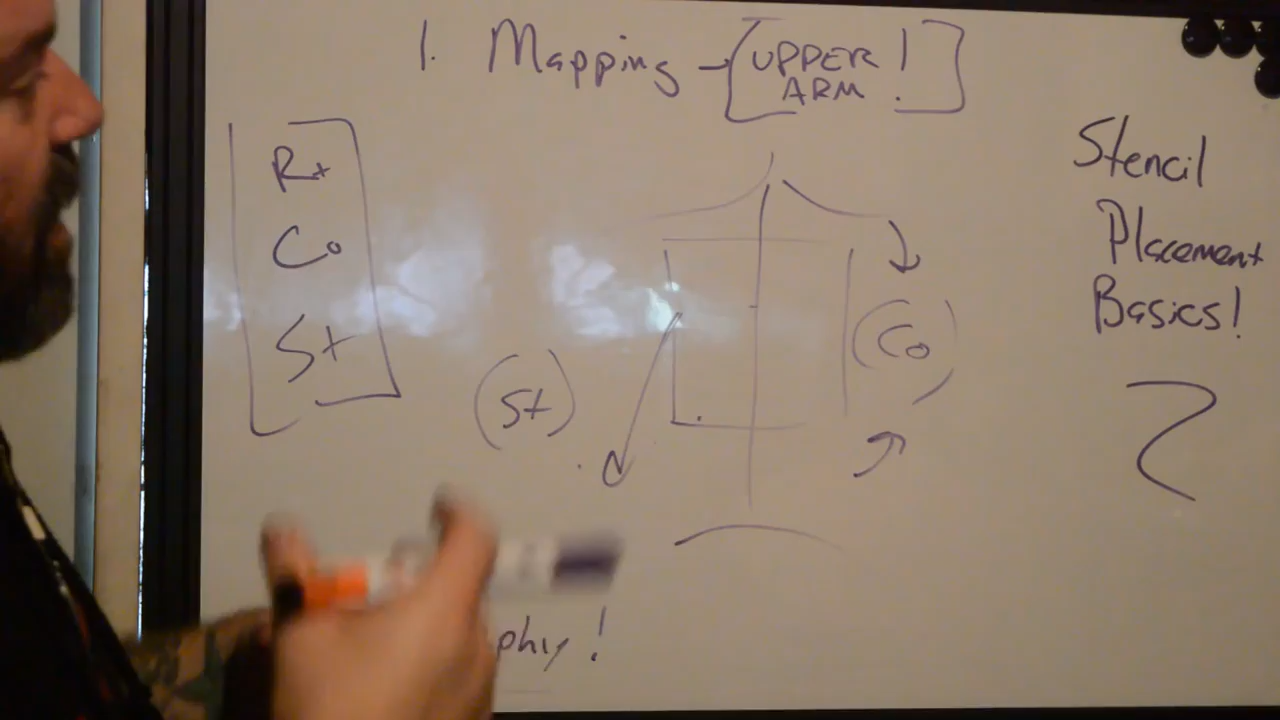 1. Mapping - [UPPER!
ARM]
Rt
Co
St
(St)
(Co)
Stencil
Placement
Basics!
phy!